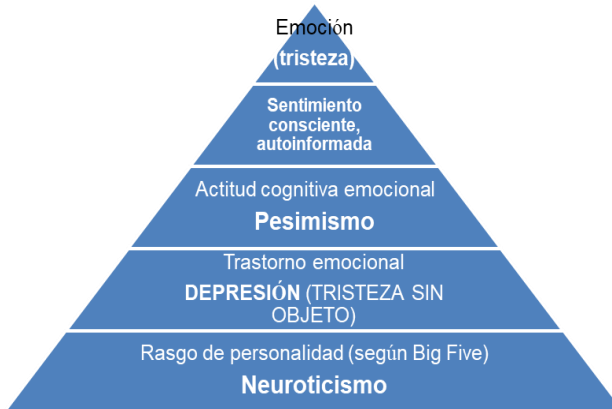 Emoción
(tristeza)
Sentimiento
consciente,
autoinformada
Actitud cognitiva emocional
Pesimismo
Trastorno emocional
DEPRESIÓN (TRISTEZA SIN
OBJETO)
Rasgo de personalidad (según Big Five)
Neuroticismo